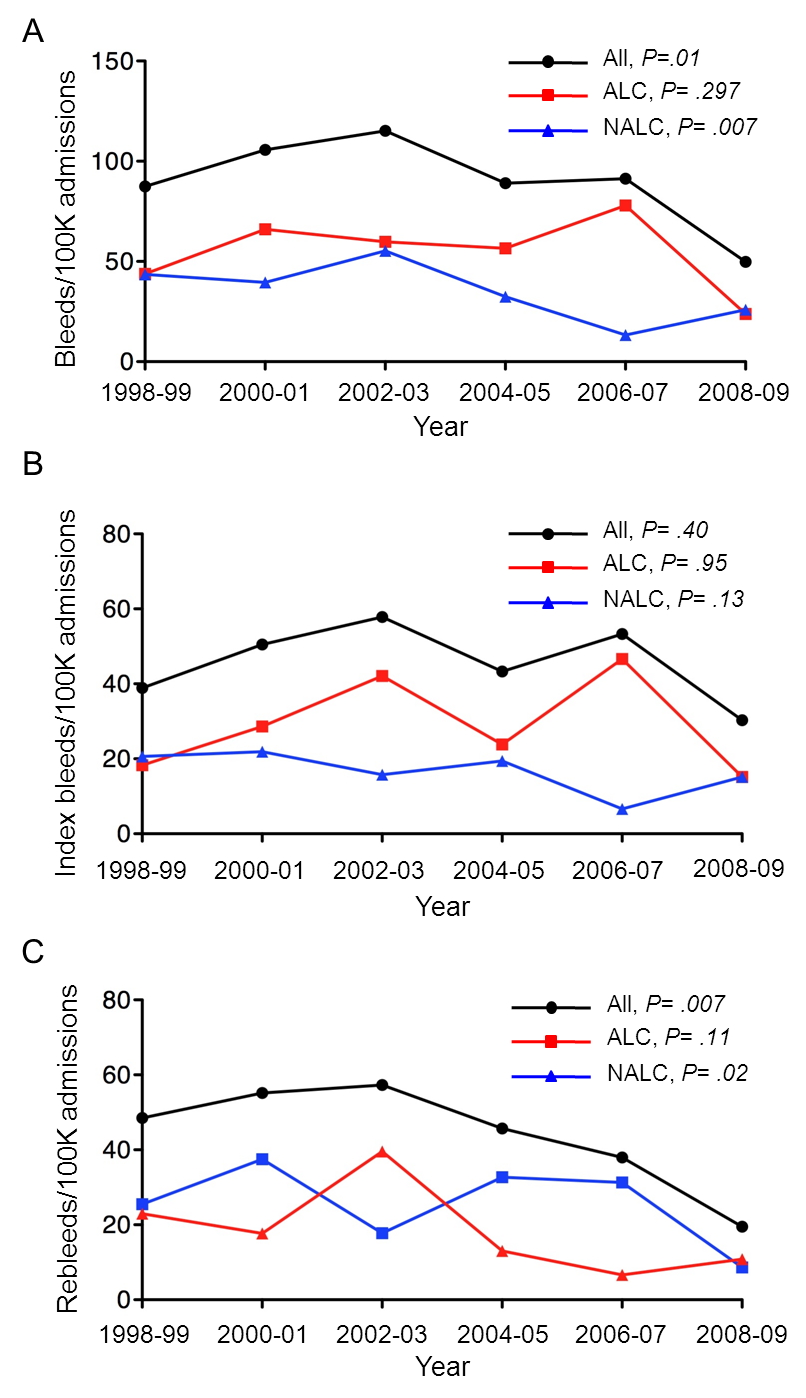 A
150
100
50
0
Bleeds/100K admissions
All, P=.01
ALC, P= .297
NALC, P= .007
1998-99 2000-01 2002-03 2004-05 2006-07 2008-09
Year
B
80
60
40
20
0
Index bleeds/100K admissions
All, P= .40
ALC, P= .95
NALC, P= .13
1998-99 2000-01 2002-03 2004-05 2006-07 2008-09
Year
C
80
60
40
20
0
Rebleeds/100K admissions
All, P= .007
ALC, P= .11
NALC, P= .02
1998-99 2000-01 2002-03 2004-05 2006-07 2008-09
Year